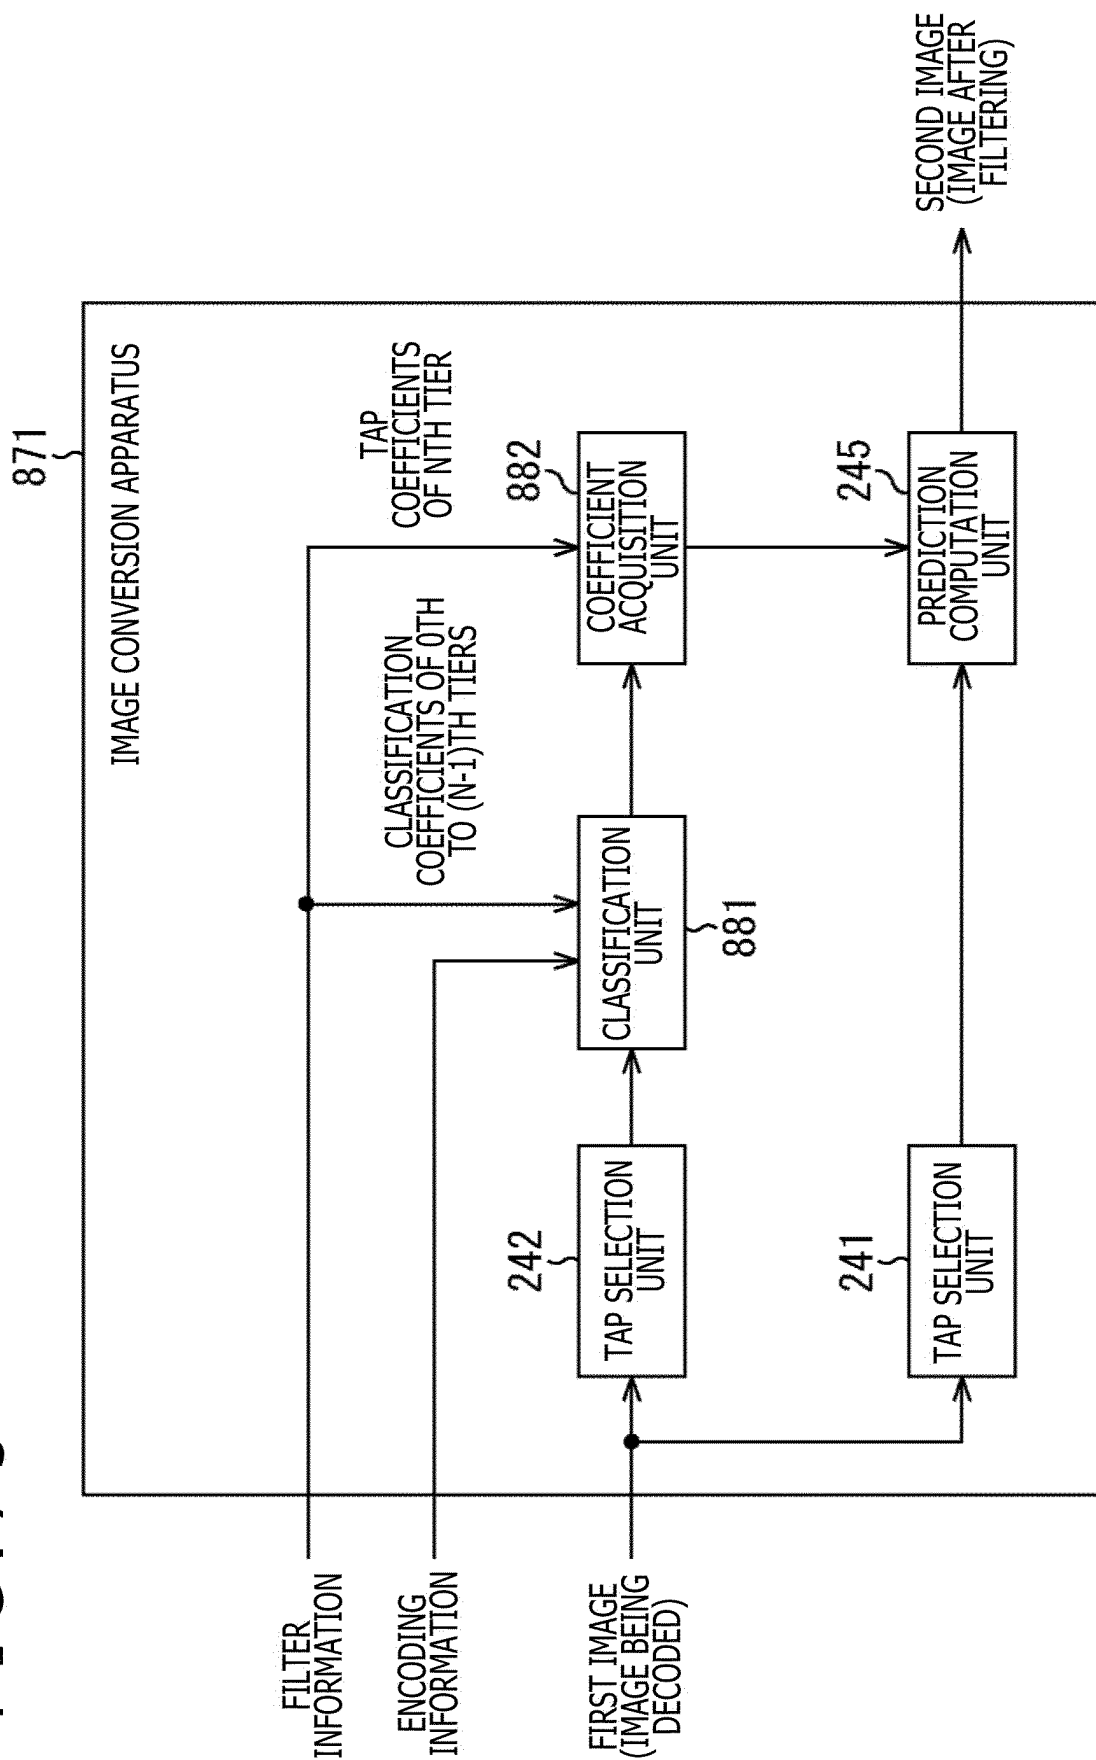 871
IMAGE CONVERSION APPARATUS
FILTER
INFORMATION
ENCODING
INFORMATION
FIRST IMAGE
(IMAGE BEING
DECODED)
CLASSIFICATION
COEFFICIENTS OF 0TH
TO (N-1)TH TIERS
TAP
COEFFICIENTS
OF NTH TIER
242
TAP SELECTION
UNIT
CLASSIFICATION
UNIT
881
882
COEFFICIENT
ACQUISITION
UNIT
241
TAP SELECTION
UNIT
245
PREDICTION
COMPUTATION
UNIT
SECOND IMAGE
(IMAGE AFTER
FILTERING)